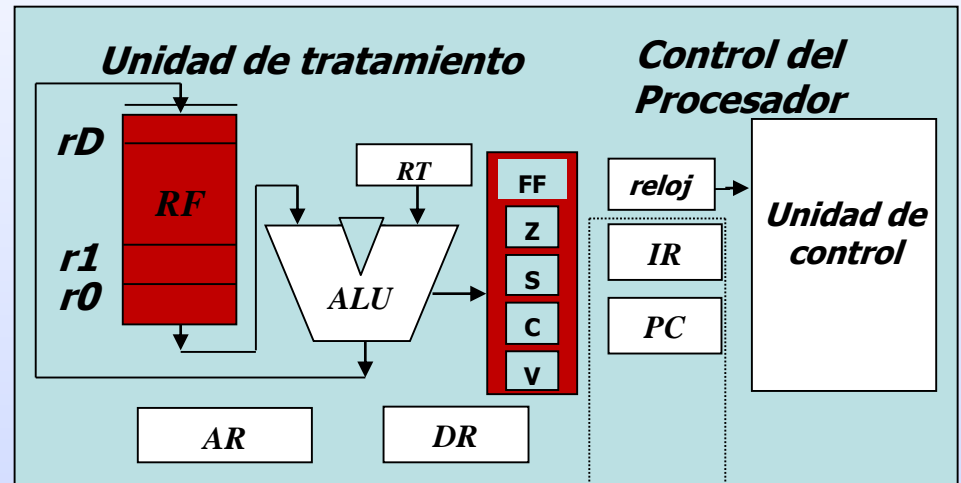 Unidad de tratamiento
Control del
Procesador
rD
RF
r1
r0
RT
ALU
FF
Z
S
C
V
reloj
IR
PC
Unidad de
control
AR
DR